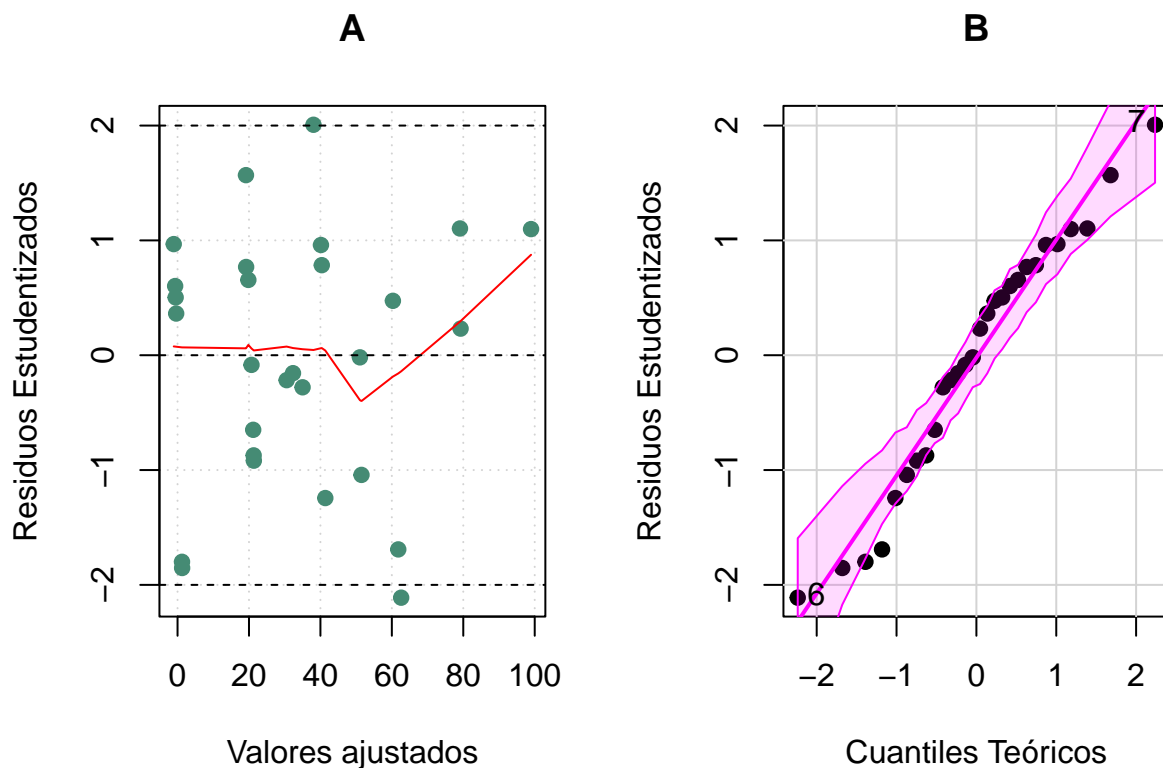 A
Residuos Estudentizados
2
1
0
−1
−2
0 20 40 60 80 100
Valores ajustados
B
Residuos Estudentizados
2
1
0
−1
−2
7
6
−2 −1 0 1 2
Cuantiles Teóricos